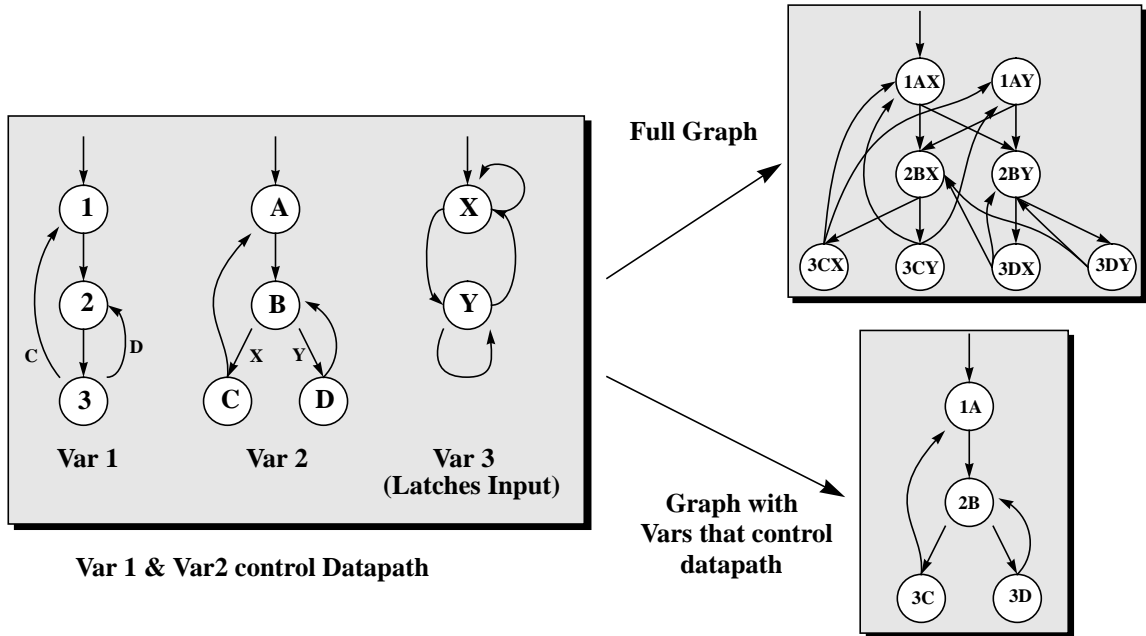 1
2
3
C
D
Var 1
A
B
X
Y
C
D
Var 2
X
Y
Var 3
(Latches Input)
Var 1 & Var2 control Datapath
Full Graph
1AX
1AY
2BX
2BY
3CX
3CY
3DX
3DY
Graph with
Vars that control
datapath
1A
2B
3C
3D